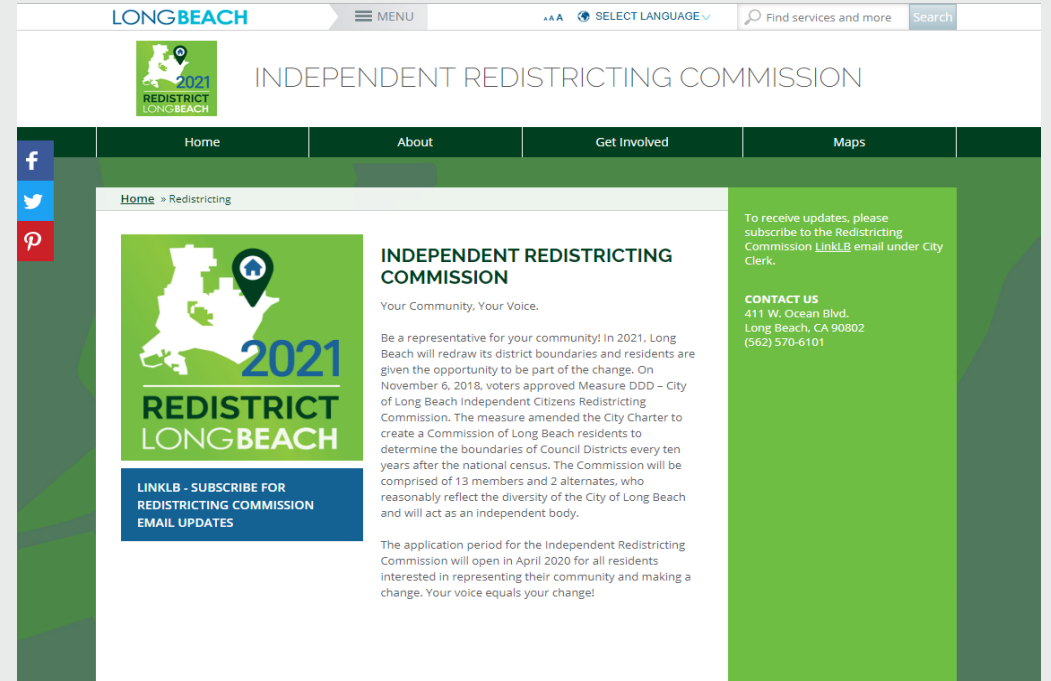 LONGBEACH
MENU
AAA
SELECT LANGUAGE
Find services and more
Search
2021
REDISTRICT
LONGBEACH
INDEPENDENT REDISTRICTING COMMISSION
Home
About
Get Involved
Maps
Home » Redistricting
2021
REDISTRICT
LONGBEACH
LINKLB - SUBSCRIBE FOR
REDISTRICTING COMMISSION
EMAIL UPDATES
INDEPENDENT REDISTRICTING
COMMISSION
Your Community, Your Voice.
Be a representative for your community! In 2021, Long
Beach will redraw its district boundaries and residents are
given the opportunity to be part of the change. On
November 6, 2018, voters approved Measure DDD – City
of Long Beach Independent Citizens Redistricting
Commission. The measure amended the City Charter to
create a Commission of Long Beach residents to
determine the boundaries of Council Districts every ten
years after the national census. The Commission will be
comprised of 13 members and 2 alternates, who
reasonably reflect the diversity of the City of Long Beach
and will act as an independent body.
The application period for the Independent Redistricting
Commission will open in April 2020 for all residents
interested in representing their community and making a
change. Your voice equals your change!
To receive updates, please
subscribe to the Redistricting
Commission LinkLB email under City
Clerk.
CONTACT US
411 W. Ocean Blvd.
Long Beach, CA 90802
(562) 570-6101